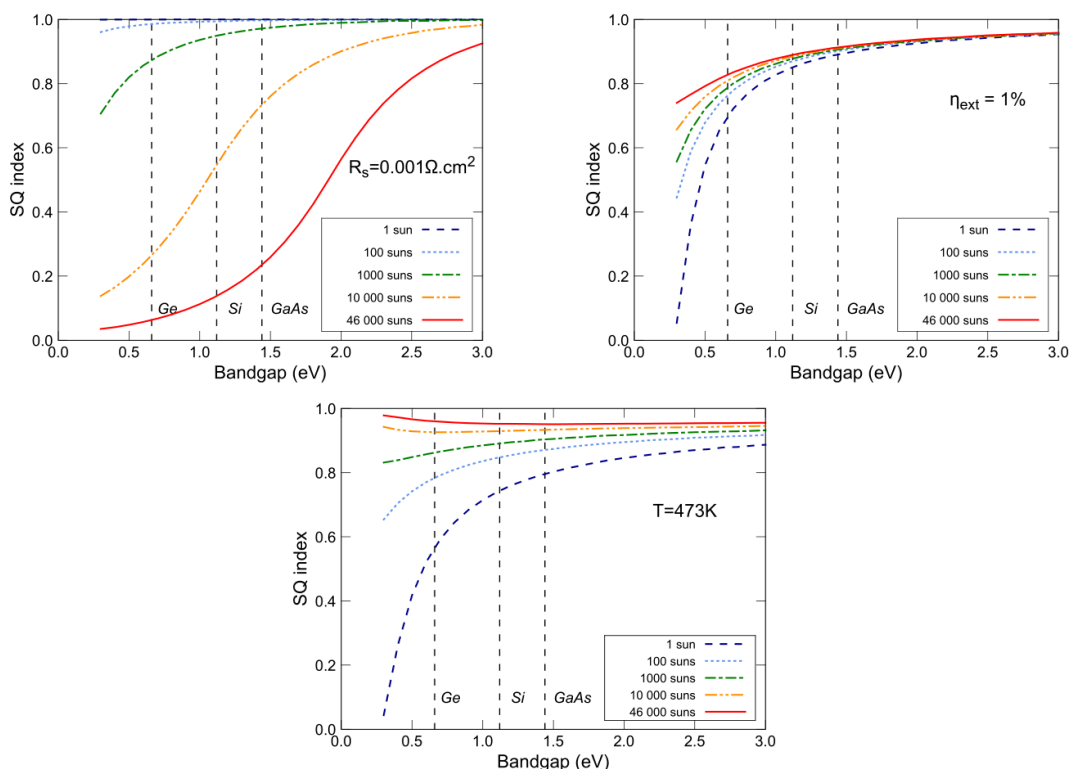 1.0
0.8
0.6
0.4
0.2
0.0
SQ index
R_s=0.001Ω.cm²
1 sun
100 suns
1000 suns
10 000 suns
46 000 suns
Ge
Si
GaAs
0.0 0.5 1.0 1.5 2.0 2.5 3.0
Bandgap (eV)
1.0
0.8
0.6
0.4
0.2
0.0
SQ index
η_ext = 1%
1 sun
100 suns
1000 suns
10 000 suns
46 000 suns
Ge
Si
GaAs
0.0 0.5 1.0 1.5 2.0 2.5 3.0
Bandgap (eV)
1.0
0.8
0.6
0.4
0.2
0.0
SQ index
T=473K
1 sun
100 suns
1000 suns
10 000 suns
46 000 suns
Ge
Si
GaAs
0.0 0.5 1.0 1.5 2.0 2.5 3.0
Bandgap (eV)